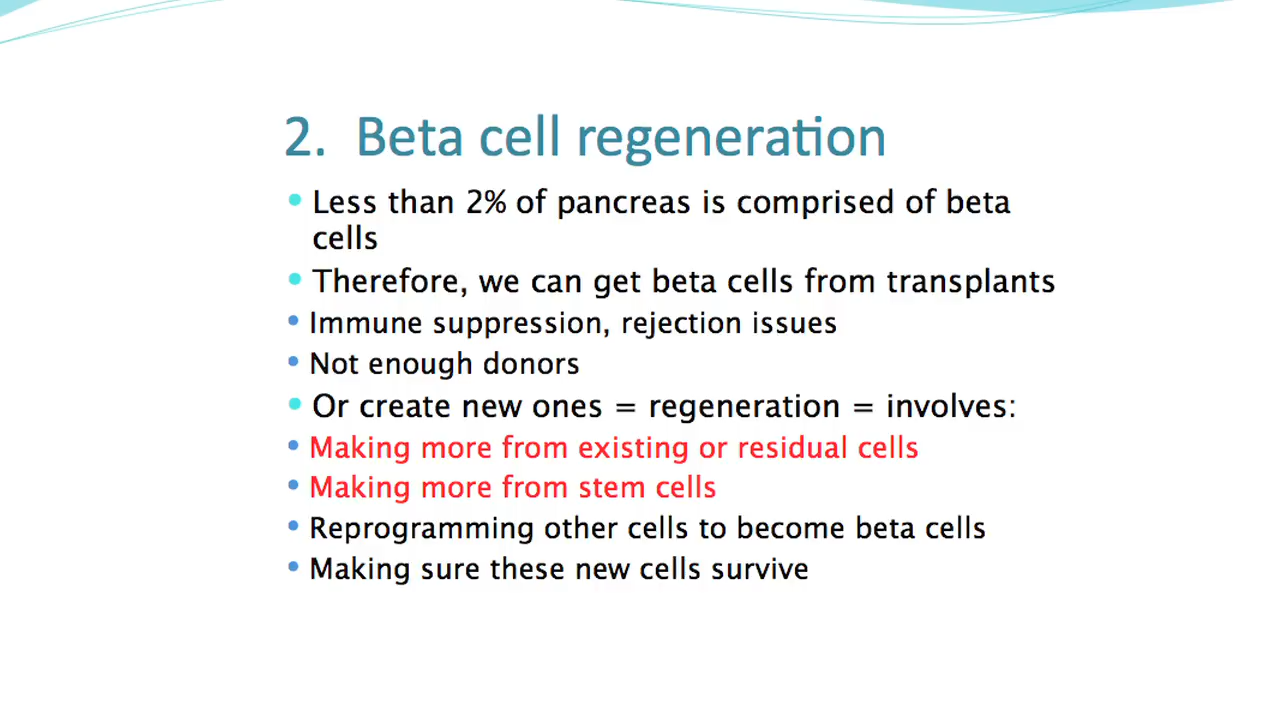 2. Beta cell regeneration
• Less than 2% of pancreas is comprised of beta
cells
• Therefore, we can get beta cells from transplants
• Immune suppression, rejection issues
• Not enough donors
• Or create new ones = regeneration = involves:
• Making more from existing or residual cells
• Making more from stem cells
• Reprogramming other cells to become beta cells
• Making sure these new cells survive